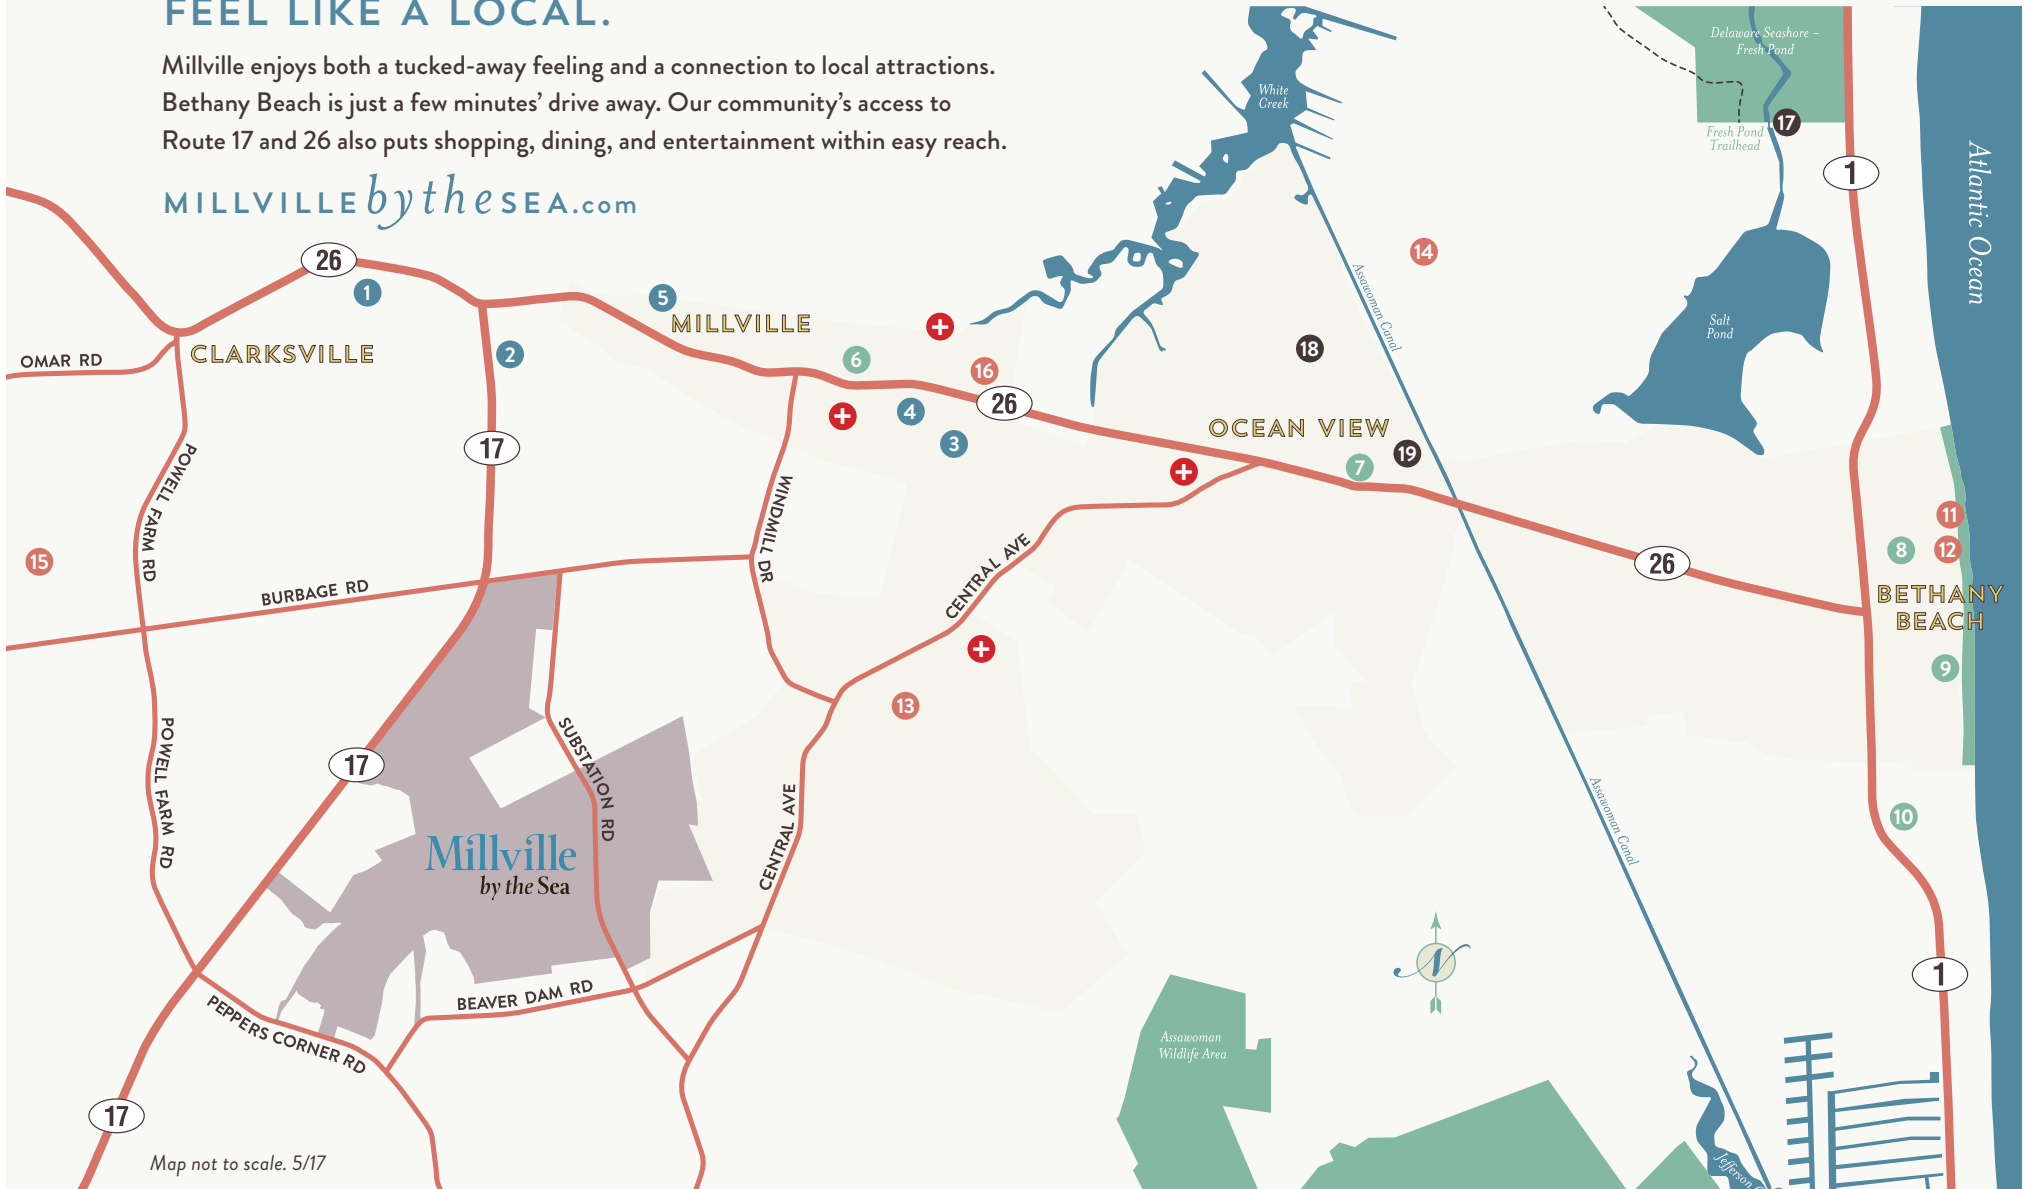 FEEL LIKE A LOCAL.
Millville enjoys both a tucked-away feeling and a connection to local attractions.
Bethany Beach is just a few minutes’ drive away. Our community’s access to
Route 17 and 26 also puts shopping, dining, and entertainment within easy reach.
MILLVILLE by the SEA.com
Delaware Seashore –
Fresh Pond
White
Creek
17
Fresh Pond
Trailhead
1
Atlantic Ocean
26
1
14
5
MILLVILLE
Assawoman Canal
Salt
Pond
OMAR RD
CLARKSVILLE
2
6
18
16
26
4
3
17
OCEAN VIEW
19
7
POWELL FARM RD
WINDMILL DR
15
BURBAGE RD
CENTRAL AVE
26
11
8
12
BETHANY
BEACH
9
13
17
POWELL FARM RD
SUBSTATION RD
CENTRAL AVE
Assawoman Canal
10
Millville
by the Sea
N
1
BEAVER DAM RD
PEPPERS CORNER RD
Assawoman
Wildlife Area
17
Map not to scale. 5/17
Jefferson